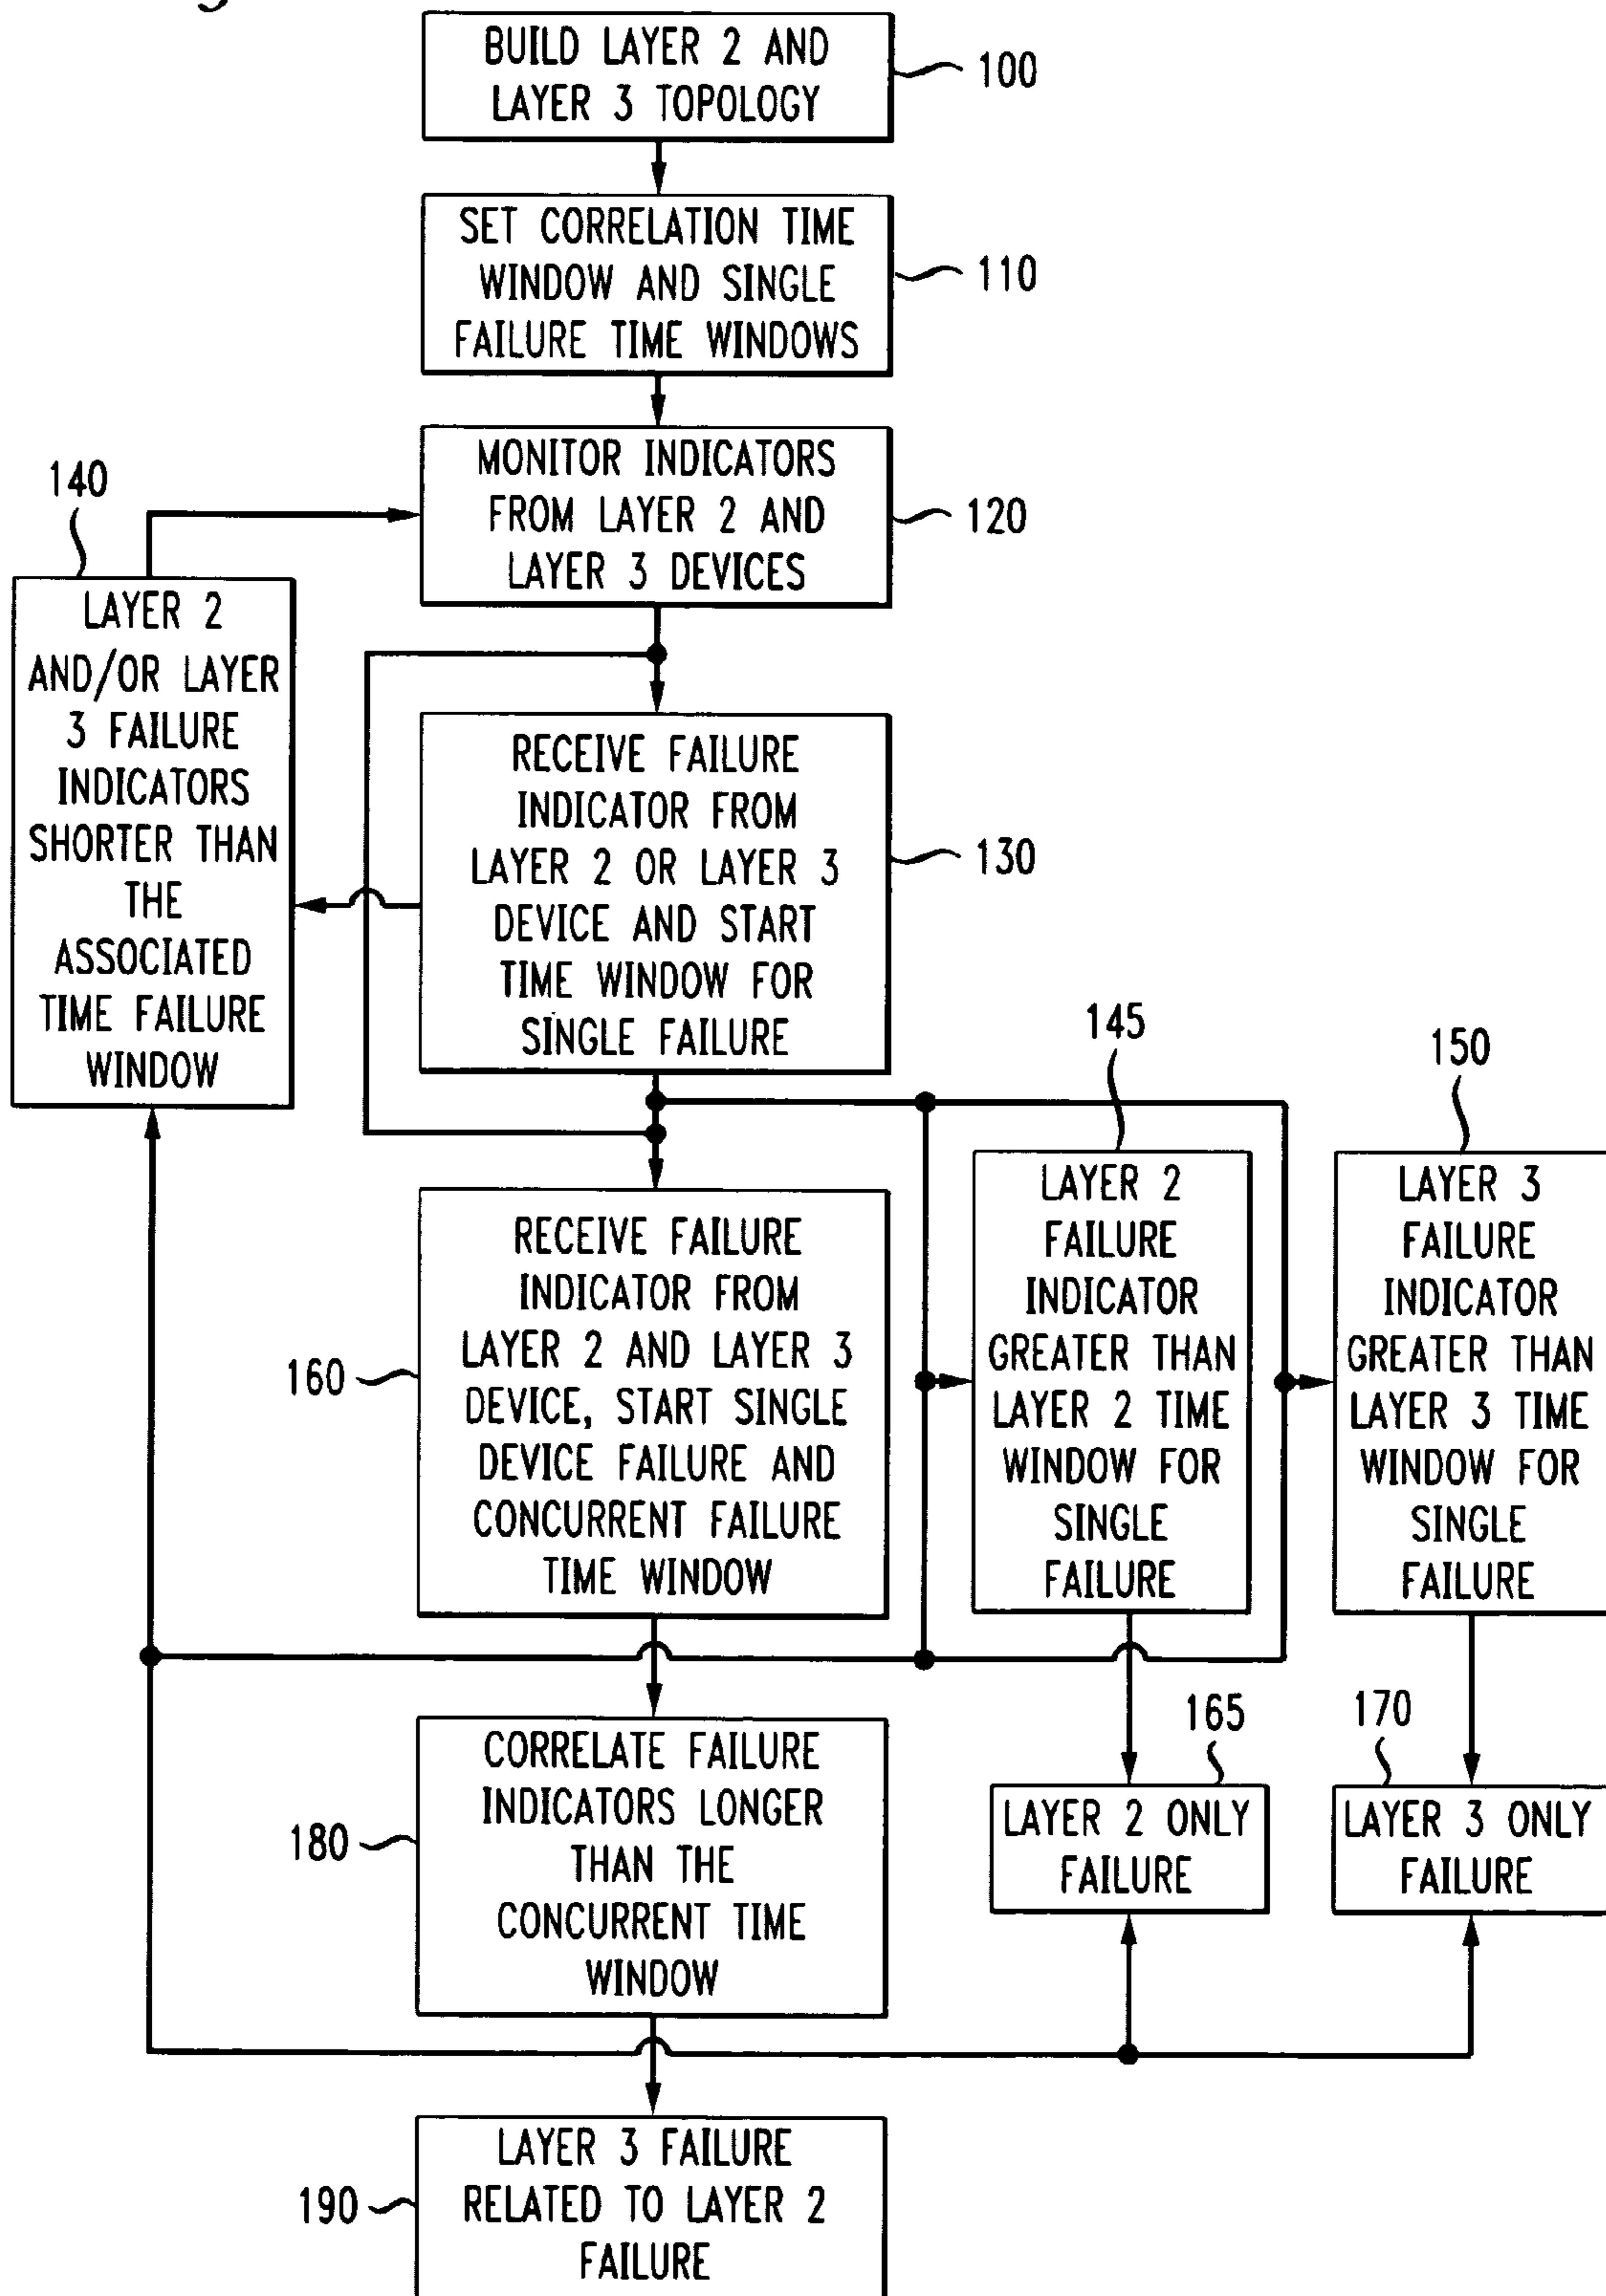 BUILD LAYER 2 AND
LAYER 3 TOPOLOGY
100
SET CORRELATION TIME
WINDOW AND SINGLE
FAILURE TIME WINDOWS
110
MONITOR INDICATORS
FROM LAYER 2 AND
LAYER 3 DEVICES
120
140
LAYER 2
AND/OR LAYER
3 FAILURE
INDICATORS
SHORTER THAN
THE
ASSOCIATED
TIME FAILURE
WINDOW
RECEIVE FAILURE
INDICATOR FROM
LAYER 2 OR LAYER 3
DEVICE AND START
TIME WINDOW FOR
SINGLE FAILURE
130
145
LAYER 2
FAILURE
INDICATOR
GREATER THAN
LAYER 2 TIME
WINDOW FOR
SINGLE
FAILURE
150
LAYER 3
FAILURE
INDICATOR
GREATER THAN
LAYER 3 TIME
WINDOW FOR
SINGLE
FAILURE
160
RECEIVE FAILURE
INDICATOR FROM
LAYER 2 AND LAYER 3
DEVICE, START SINGLE
DEVICE FAILURE AND
CONCURRENT FAILURE
TIME WINDOW
165
LAYER 2 ONLY
FAILURE
170
LAYER 3 ONLY
FAILURE
180
CORRELATE FAILURE
INDICATORS LONGER
THAN THE
CONCURRENT TIME
WINDOW
190
LAYER 3 FAILURE
RELATED TO LAYER 2
FAILURE